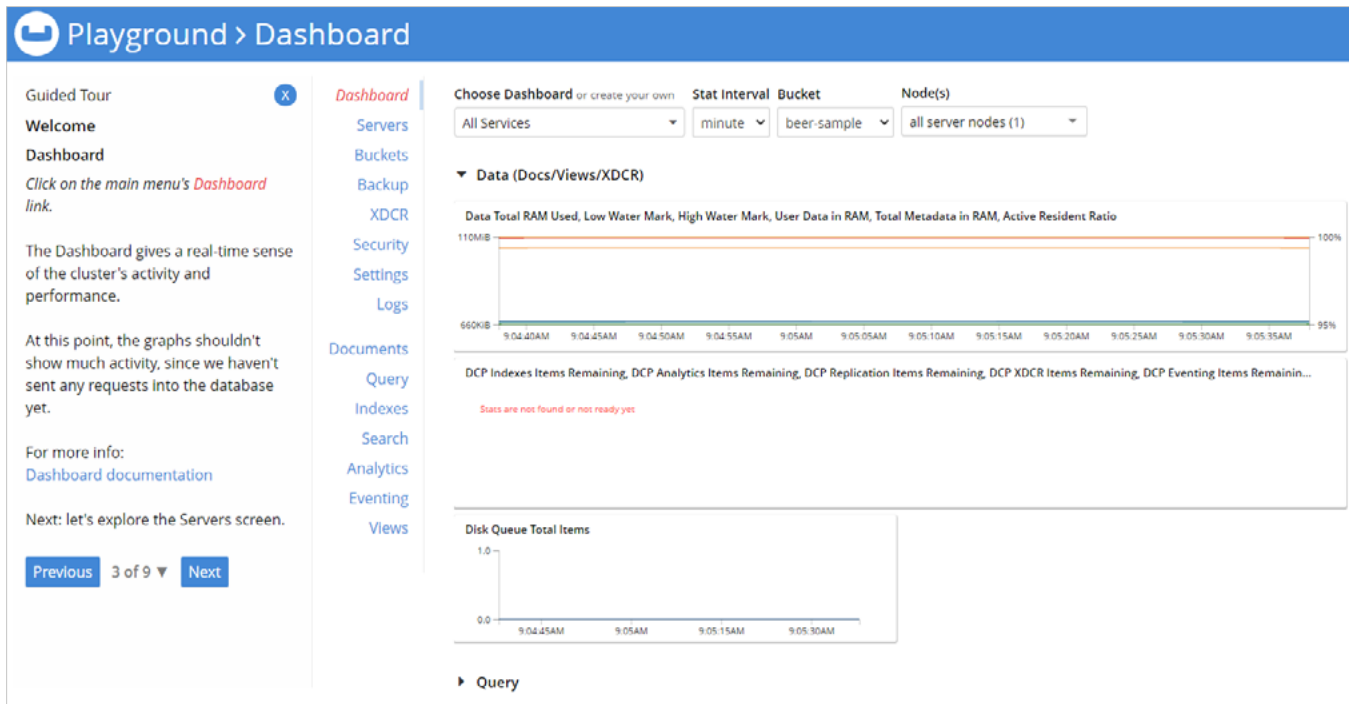 Playground > Dashboard
Guided Tour
X
Welcome
Dashboard
Click on the main menu's Dashboard
link.
The Dashboard gives a real-time sense
of the cluster's activity and
performance.
At this point, the graphs shouldn't
show much activity, since we haven't
sent any requests into the database
yet.
For more info:
Dashboard documentation
Next: let's explore the Servers screen.
Previous 3 of 9 ▼ Next
Dashboard
Servers
Buckets
Backup
XDCR
Security
Settings
Logs
Documents
Query
Indexes
Search
Analytics
Eventing
Views
Choose Dashboard or create your own Stat Interval Bucket Node(s)
All Services minute beer-sample all server nodes (1)
Data (Docs/Views/XDCR)
Data Total RAM Used, Low Water Mark, High Water Mark, User Data in RAM, Total Metadata in RAM, Active Resident Ratio
110MiB 100%
660KiB 95%
9:04:40AM 9:04:45AM 9:04:50AM 9:04:55AM 9:05AM 9:05:05AM 9:05:10AM 9:05:15AM 9:05:20AM 9:05:25AM 9:05:30AM 9:05:35AM
DCP Indexes Items Remaining, DCP Analytics Items Remaining, DCP Replication Items Remaining, DCP XDCR Items Remaining, DCP Eventing Items Remainin...
Stats are not found or not ready yet
Disk Queue Total Items
1.0
0.0
9:04:45AM 9:05AM 9:05:15AM 9:05:30AM
Query